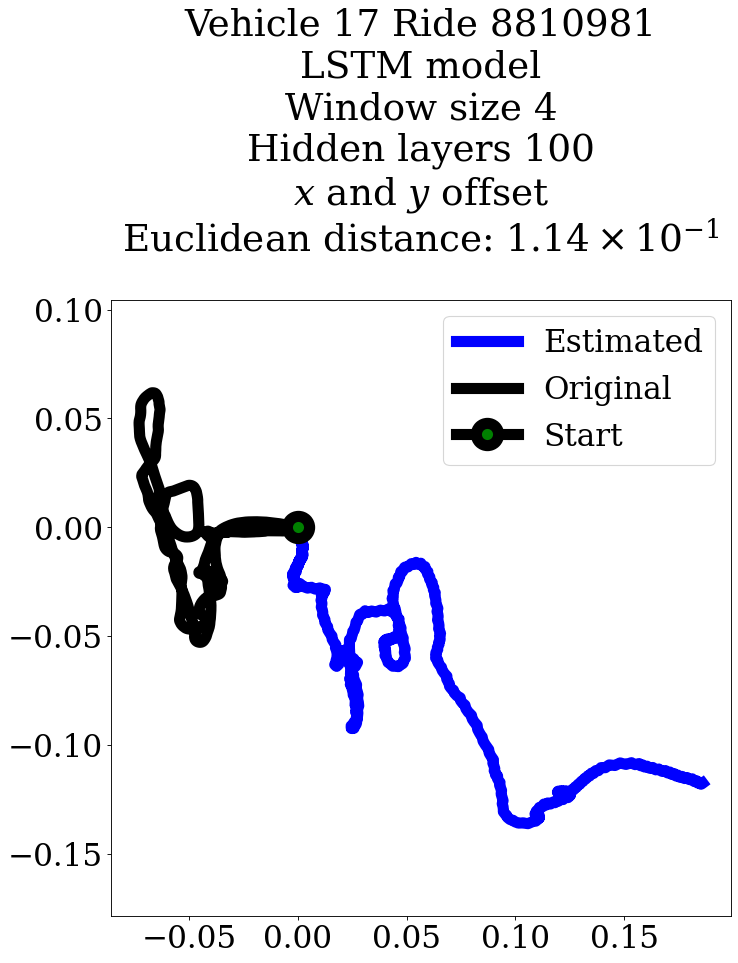 Vehicle 17 Ride 8810981
LSTM model
Window size 4
Hidden layers 100
x and y offset
Euclidean distance: 1.14 × 10⁻¹
Estimated
Original
Start
0.10
0.05
0.00
−0.05
−0.10
−0.15
−0.05 0.00 0.05 0.10 0.15